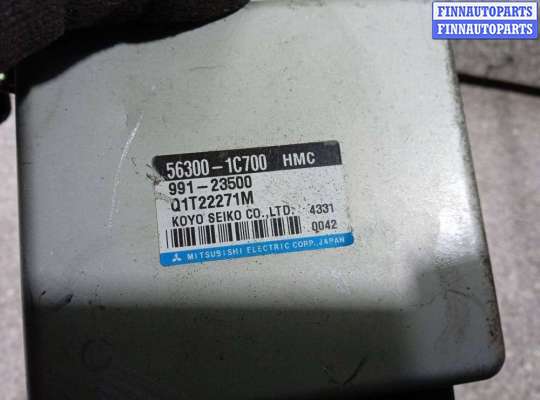 FINNAUTOPARTS
FINNAUTOPARTS
56300-1C700 HMC
991-23500
Q1T22271M
KOYO SEIKO CO.,LTD. 4331
0042
MITSUBISHI ELECTRIC CORP. JAPAN